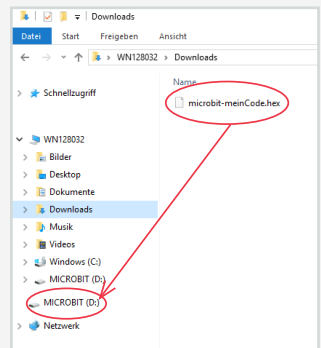 Downloads
Datei Start Freigeben Ansicht
WN128032 > Downloads
Name
Schnellzugriff
microbit-meinCode.hex
WN128032
Bilder
Desktop
Dokumente
Downloads
Musik
Videos
Windows (C:)
MICROBIT (D:)
MICROBIT (D:)
Netzwerk